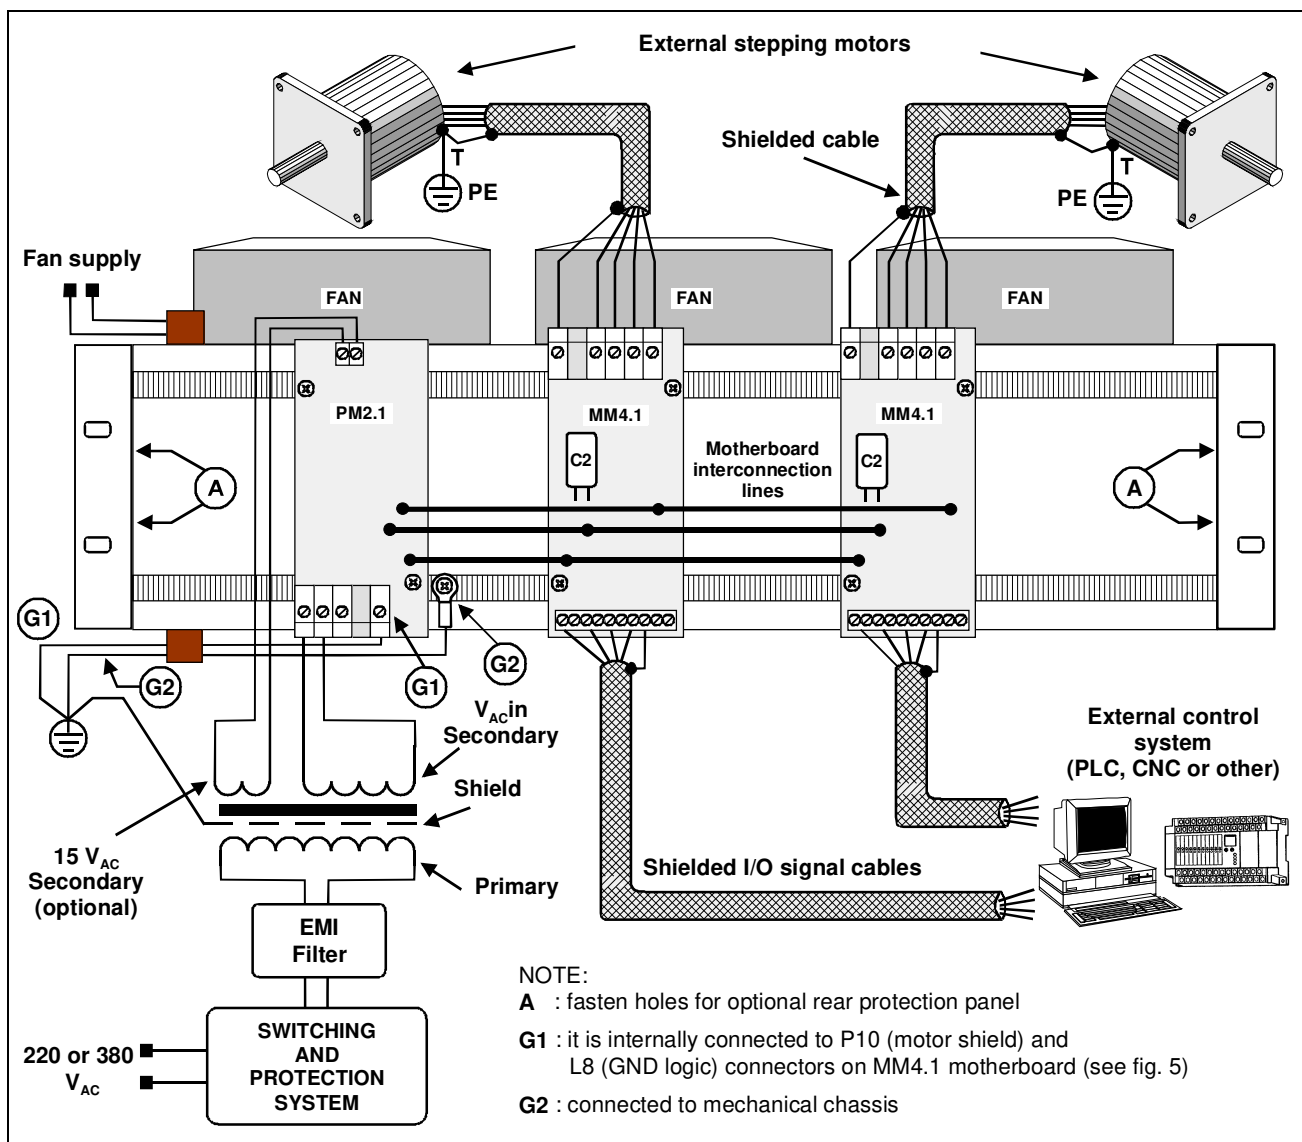 External stepping motors
Shielded cable
T
PE
T
PE
Fan supply
FAN
FAN
FAN
PM2.1
MM4.1
MM4.1
C2
C2
Motherboard
interconnection
lines
A
A
G1
G2
G1
G2
VACin
Secondary
Shield
15 VAC
Secondary
(optional)
Primary
External control
system
(PLC, CNC or other)
Shielded I/O signal cables
EMI
Filter
SWITCHING
AND
PROTECTION
SYSTEM
220 or 380
VAC
NOTE:
A : fasten holes for optional rear protection panel
G1 : it is internally connected to P10 (motor shield) and
L8 (GND logic) connectors on MM4.1 motherboard (see fig. 5)
G2 : connected to mechanical chassis